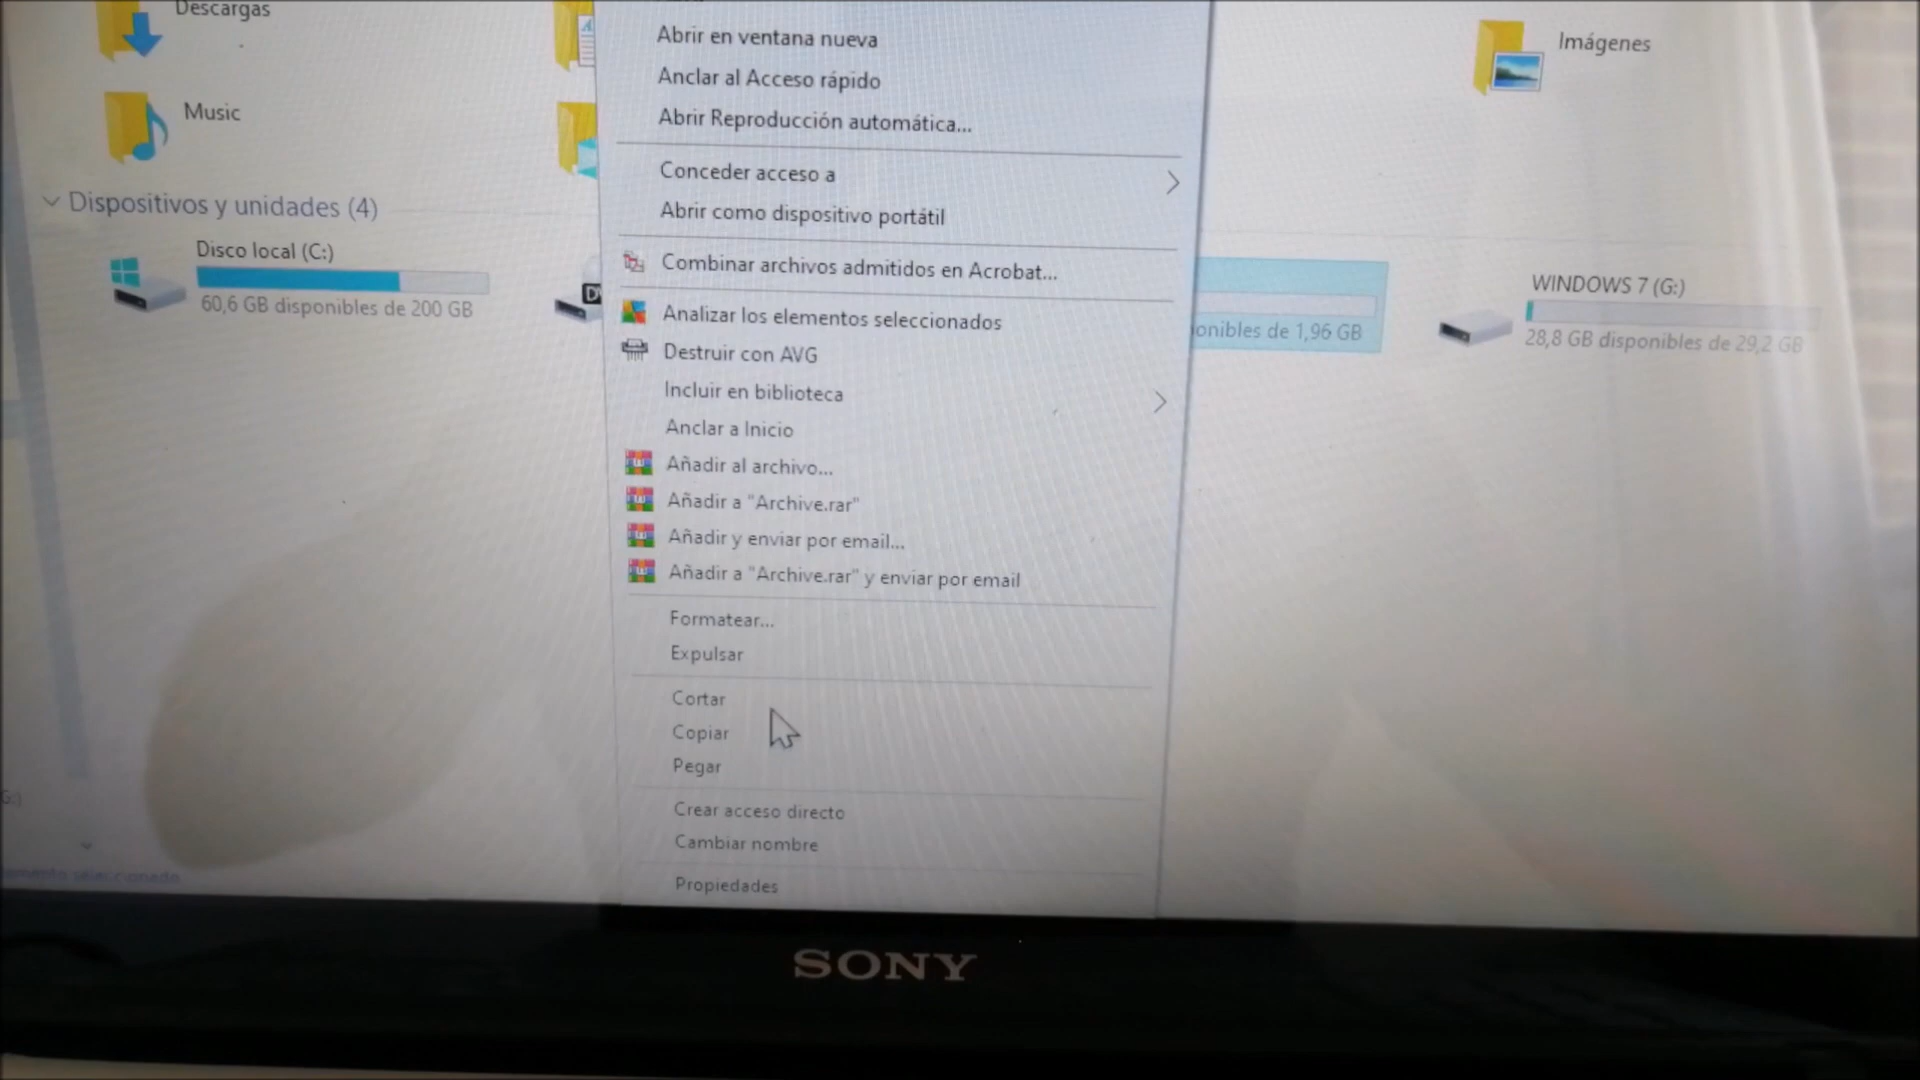 Descargas
Music
Imágenes
Dispositivos y unidades (4)
Disco local (C:)
60,6 GB disponibles de 200 GB
onibles de 1,96 GB
WINDOWS 7 (G:)
28,8 GB disponibles de 29,2 GB
Abrir en ventana nueva
Anclar al Acceso rápido
Abrir Reproducción automática...
Conceder acceso a
Abrir como dispositivo portátil
Combinar archivos admitidos en Acrobat...
Analizar los elementos seleccionados
Destruir con AVG
Incluir en biblioteca
Anclar a Inicio
Añadir al archivo...
Añadir a "Archive.rar"
Añadir y enviar por email...
Añadir a "Archive.rar" y enviar por email
Formatear...
Expulsar
Cortar
Copiar
Pegar
Crear acceso directo
Cambiar nombre
Propiedades
G:)
seleccionado
SONY